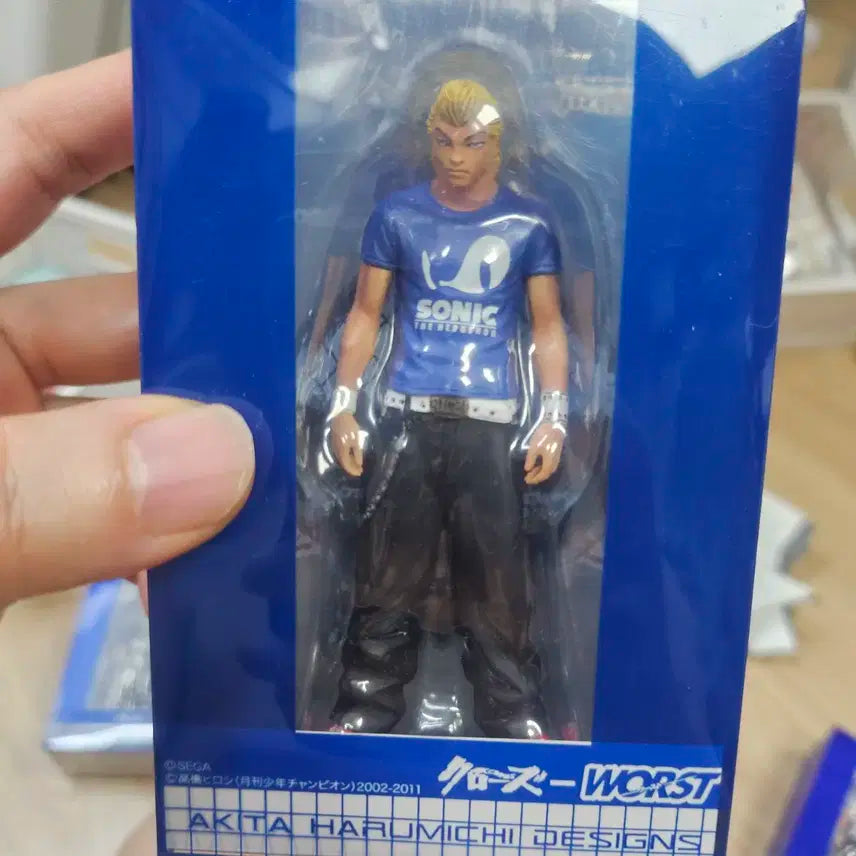 SONIC
THE HEDGEHOG
©SEGA
©髙橋ヒロシ(月刊少年チャンピオン)2002-2011
クローズ WORST
AKITA HARUMICHI DESIGNS